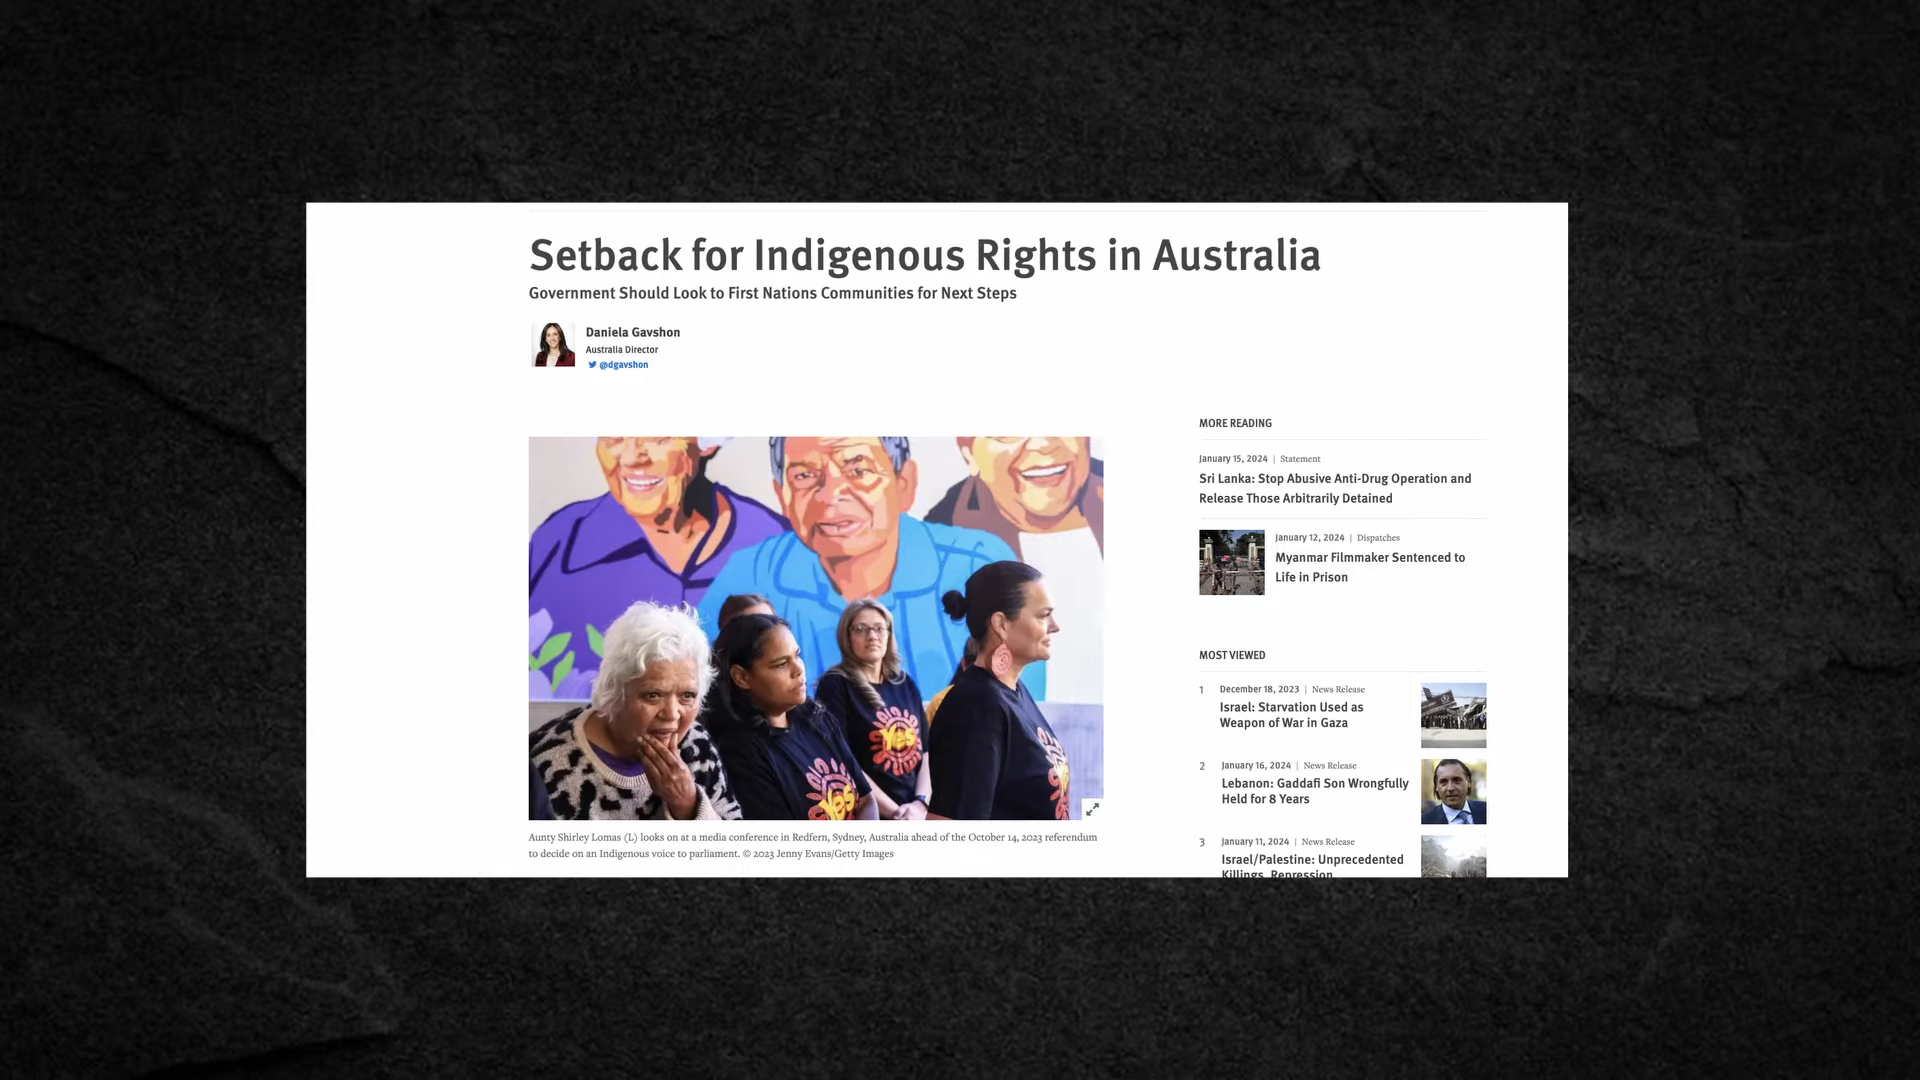 Setback for Indigenous Rights in Australia
Government Should Look to First Nations Communities for Next Steps
Daniela Gavshon
Australia Director
@dgavshon
Yes
Yes
Aunty Shirley Lomas (L) looks on at a media conference in Redfern, Sydney, Australia ahead of the October 14, 2023 referendum
to decide on an Indigenous voice to parliament. © 2023 Jenny Evans/Getty Images
MORE READING
January 15, 2024 | Statement
Sri Lanka: Stop Abusive Anti-Drug Operation and
Release Those Arbitrarily Detained
January 12, 2024 | Dispatches
Myanmar Filmmaker Sentenced to
Life in Prison
MOST VIEWED
1 December 18, 2023 | News Release
Israel: Starvation Used as
Weapon of War in Gaza
2 January 16, 2024 | News Release
Lebanon: Gaddafi Son Wrongfully
Held for 8 Years
3 January 11, 2024 | News Release
Israel/Palestine: Unprecedented
Killings, Repression